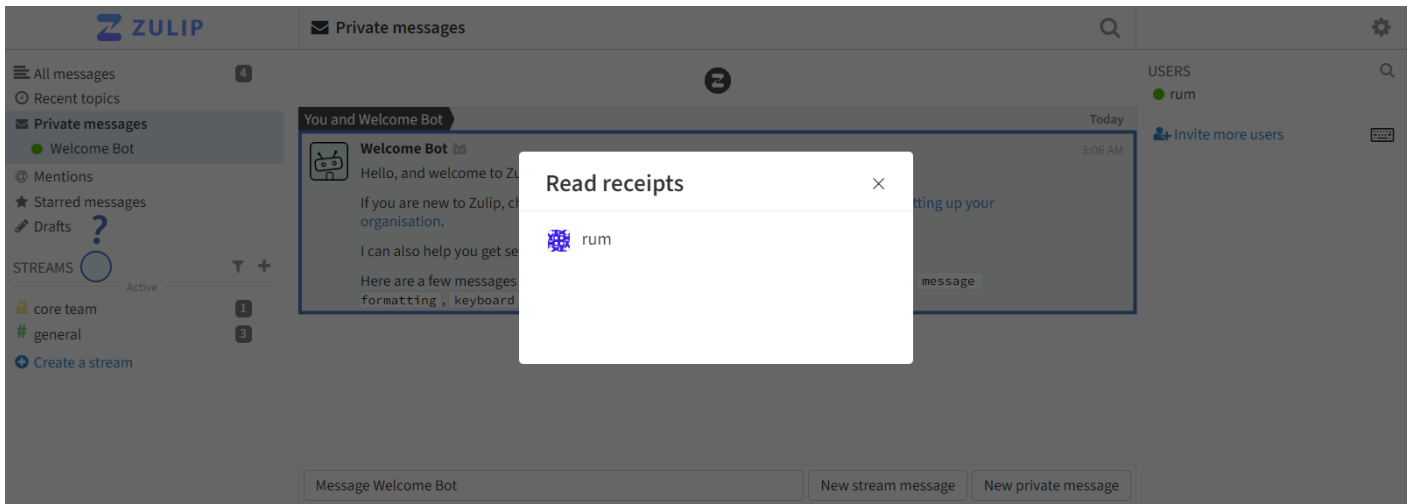 ZULIP
Private messages
All messages 4
Recent topics
Private messages
Welcome Bot
@ Mentions
Starred messages
Drafts ?
STREAMS
Active
core team 1
# general 3
Create a stream
You and Welcome Bot Today
Welcome Bot 3:06 AM
Hello, and welcome to
If you are new to Zulip, tting up your
organisation.
I can also help you get
Here are a few messages message
formatting , keyboard
Read receipts ×
rum
Message Welcome Bot New stream message New private message
USERS
rum
Invite more users